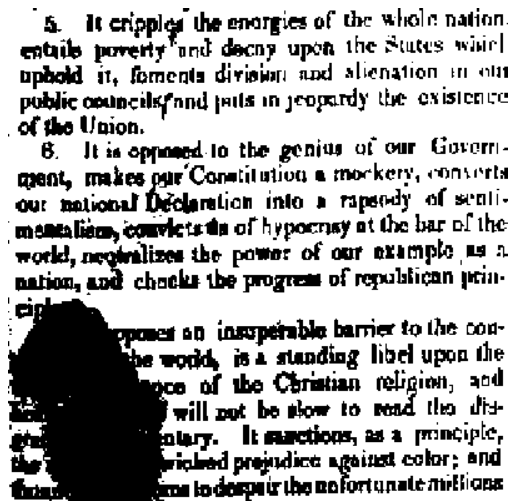 5. It cripples the energies of the whole nation,
entails poverty and decay upon the States which
uphold it, foments division and alienation in our
public councils, and puts in jeopardy the existence
of the Union.
6. It is opposed to the genius of our Govern-
ment, makes our Constitution a mockery, converts
our national Declaration into a rapsody of senti-
mentalism, convicts us of hypocrisy at the bar of the
world, neutralizes the power of our example as a
nation, and checks the progress of republican prin-
cipl
opposes an insuperable barrier to the con-
the world, is a standing libel upon the
of the Christian religion, and
will not be slow to read the dis-
It sanctions, as a principle,
the wicked prejudice against color; and
to despair the unfortunate millions